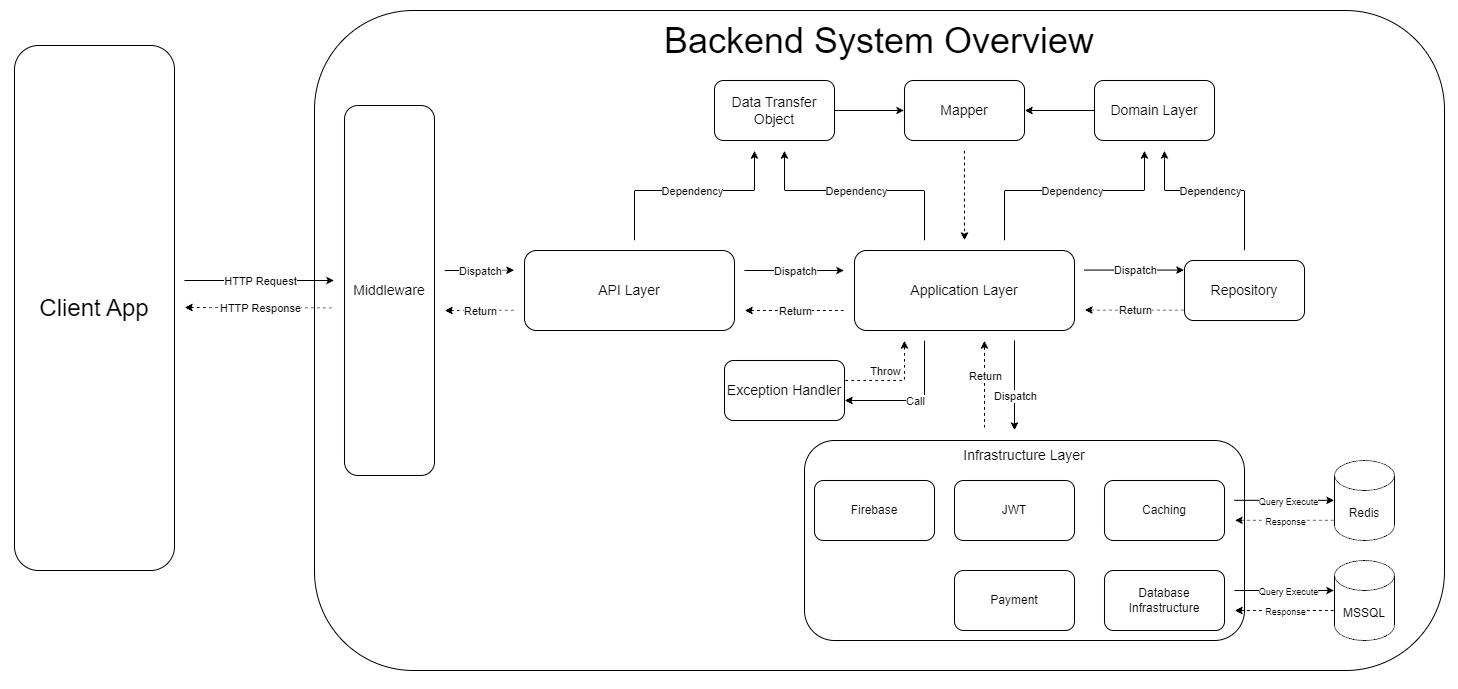 Backend System Overview
Data Transfer
Object
Mapper
Domain Layer
Dependency
Dependency
Dependency
Dependency
Client App
HTTP Request
HTTP Response
Middleware
Dispatch
Return
API Layer
Dispatch
Return
Application Layer
Dispatch
Return
Repository
Exception Handler
Throw
Call
Return
Dispatch
Infrastructure Layer
Firebase
JWT
Caching
Query Execute
Response
Redis
Payment
Database
Infrastructure
Query Execute
Response
MSSQL